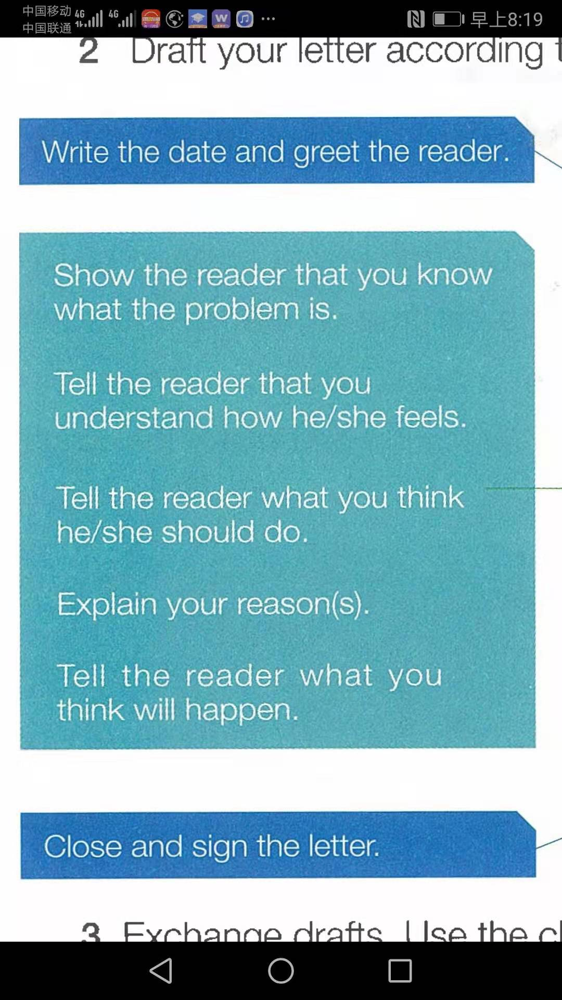 中国移动 4G 4G 早上8:19
中国联通
W
2 Draft your letter according
Write the date and greet the reader.
Show the reader that you know
what the problem is.
Tell the reader that you
understand how he/she feels.
Tell the reader what you think
he/she should do.
Explain your reason(s).
Tell the reader what you
think will happen.
Close and sign the letter.
3 Exchange drafts. Use the